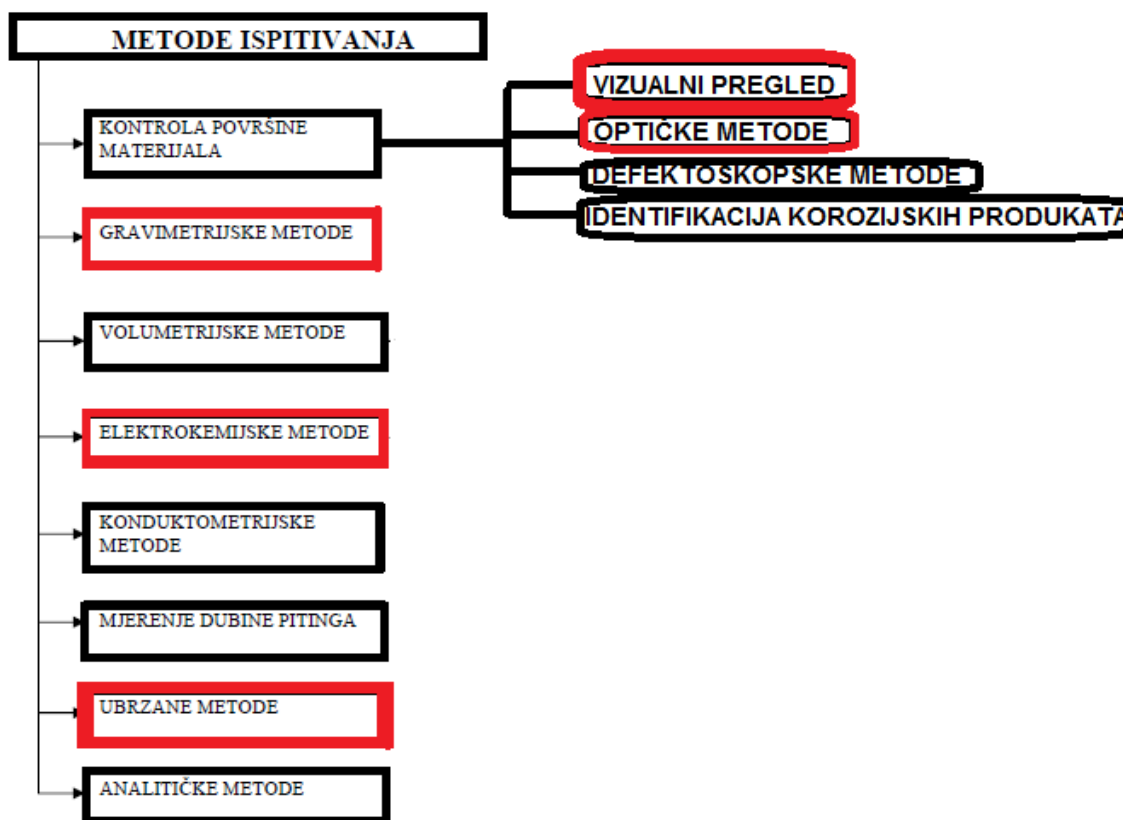 METODE ISPITIVANJA
KONTROLA POVRŠINE
MATERIJALA
VIZUALNI PREGLED
OPTIČKE METODE
DEFEKTOSKOPSKE METODE
IDENTIFIKACIJA KOROZIJSKIH PRODUKATA
GRAVIMETRIJSKE METODE
VOLUMETRIJSKE METODE
ELEKTROKEMIJSKE METODE
KONDUKTOMETRIJSKE
METODE
MJERENJE DUBINE PITINGA
UBRZANE METODE
ANALITIČKE METODE